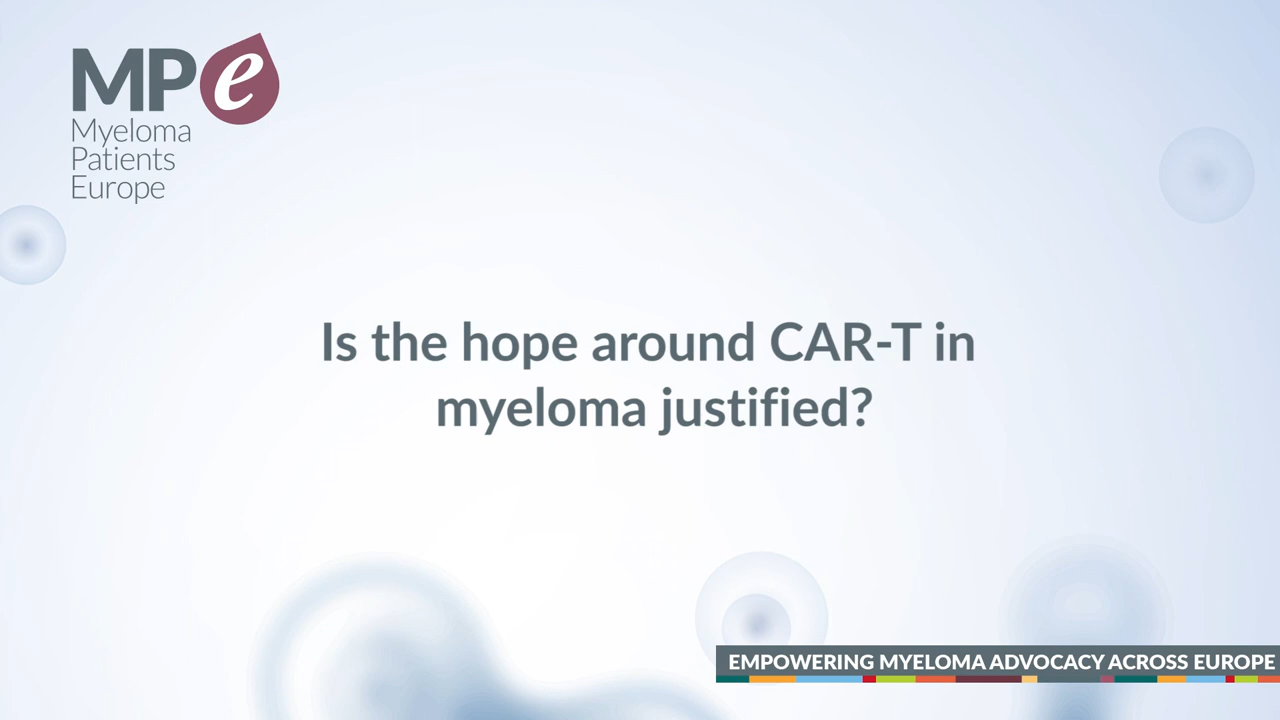 MPe
Myeloma
Patients
Europe
Is the hope around CAR-T in
myeloma justified?
EMPOWERING MYELOMA ADVOCACY ACROSS EUROPE